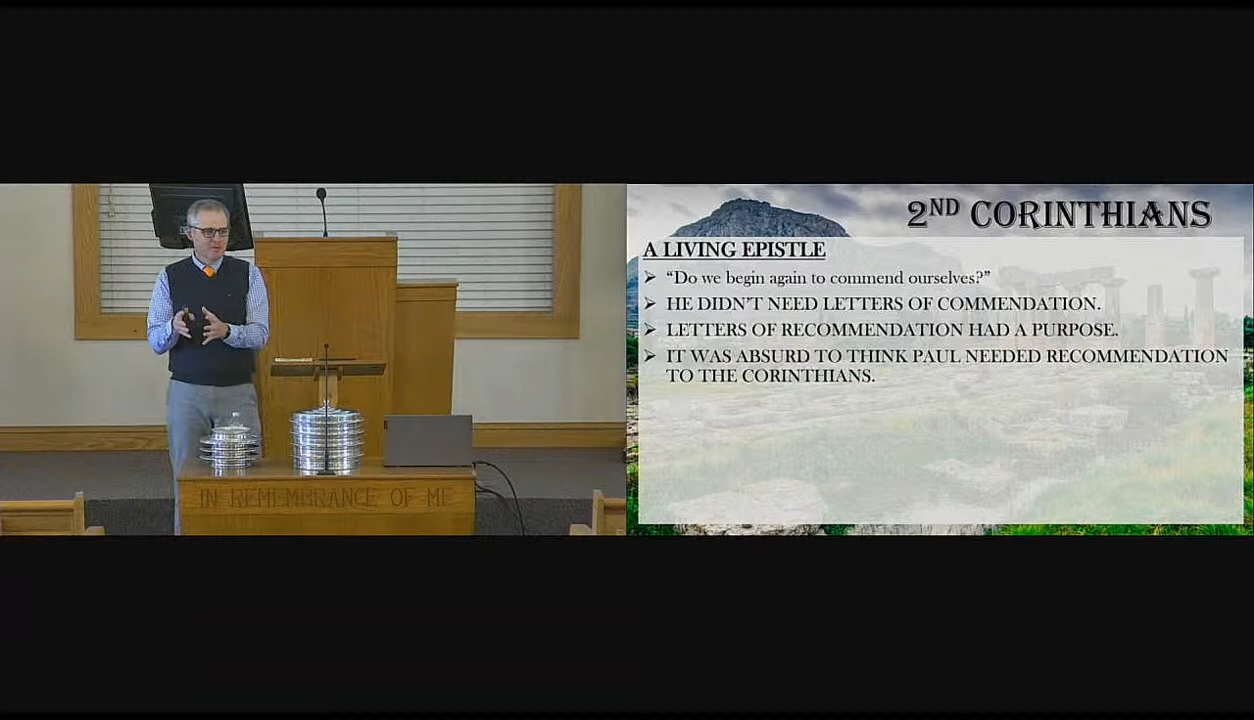 2ND CORINTHIANS
A LIVING EPISTLE
➢ “Do we begin again to commend ourselves?”
➢ HE DIDN’T NEED LETTERS OF COMMENDATION.
➢ LETTERS OF RECOMMENDATION HAD A PURPOSE.
➢ IT WAS ABSURD TO THINK PAUL NEEDED RECOMMENDATION
TO THE CORINTHIANS.
IN REMEMBRANCE OF ME